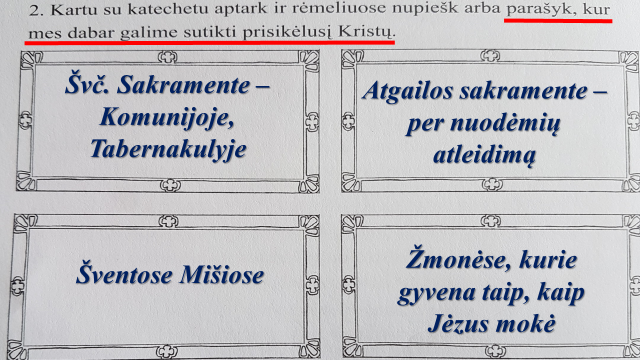 2. Kartu su katechetu aptark ir rėmeliuose nupiešk arba parašyk, kur
mes dabar galime sutikti prisikėlusį Kristų.
Švč. Sakramente –
Komunijoje,
Tabernakulyje
Atgailos sakramente –
per nuodėmių
atleidimą
Šventose Mišiose
Žmonėse, kurie
gyvena taip, kaip
Jėzus mokė